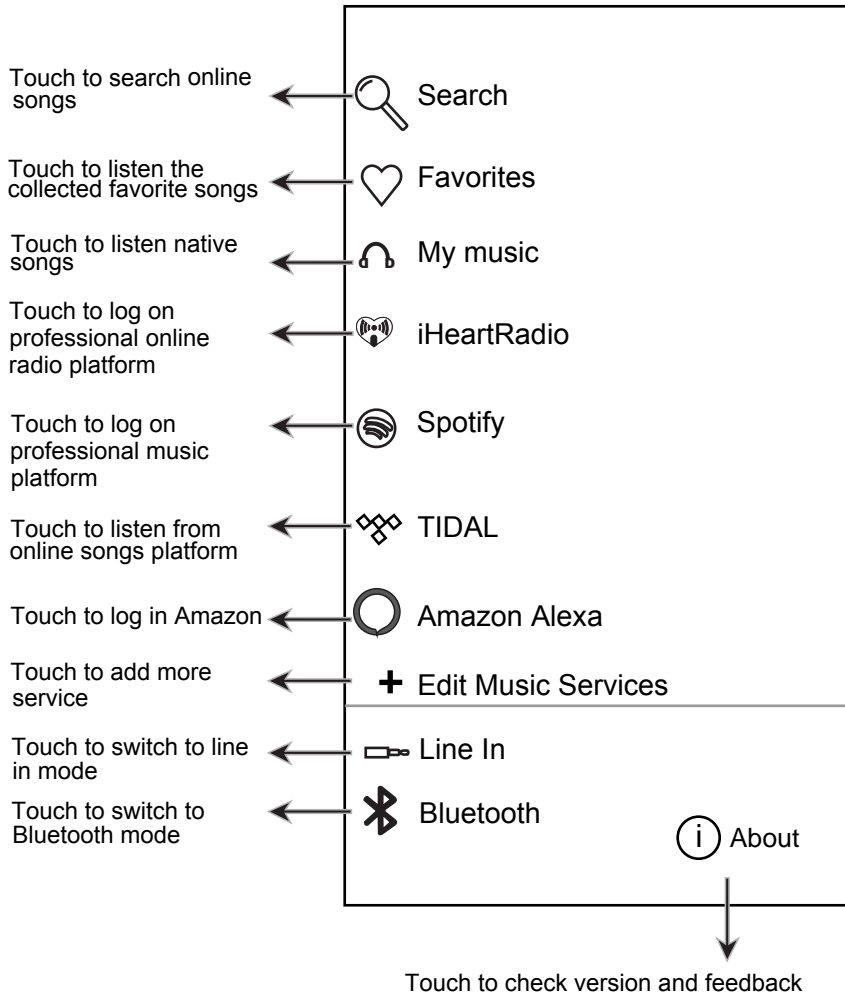 Touch to search online
songs
Search
Touch to listen the
collected favorite songs
Favorites
Touch to listen native
songs
My music
Touch to log on
professional online
radio platform
iHeartRadio
Touch to log on
professional music
platform
Spotify
Touch to listen from
online songs platform
TIDAL
Touch to log in Amazon
Amazon Alexa
Touch to add more
service
+ Edit Music Services
Touch to switch to line
in mode
Line In
Touch to switch to
Bluetooth mode
Bluetooth
i About
Touch to check version and feedback